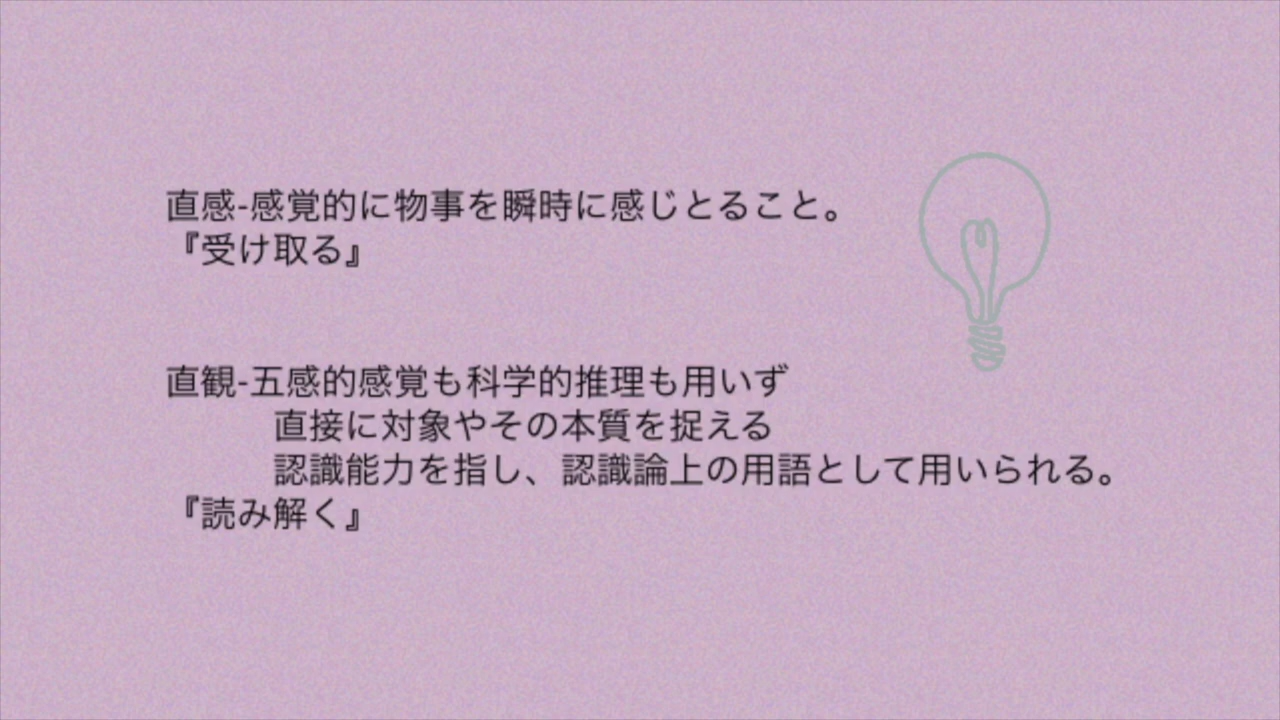 直感-感覚的に物事を瞬時に感じとること。
『受け取る』
直観-五感的感覚も科学的推理も用いず
直接に対象やその本質を捉える
認識能力を指し、認識論上の用語として用いられる。
『読み解く』